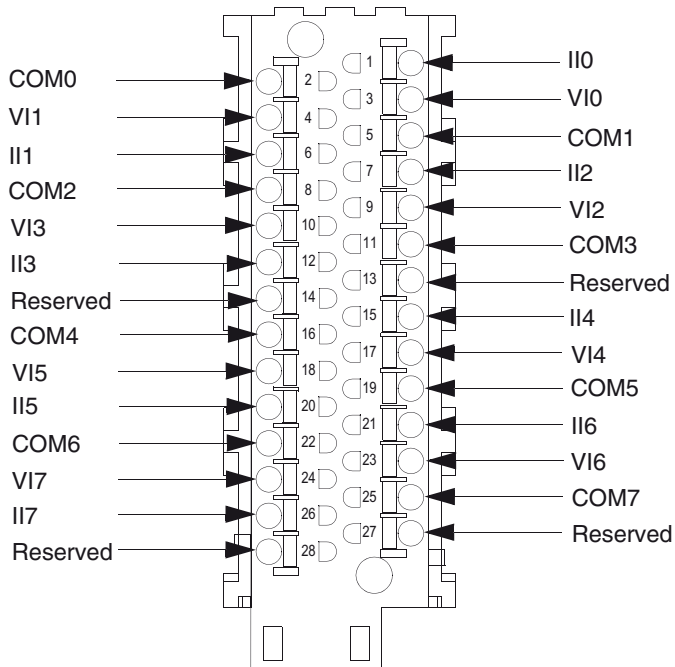 1 II0
COM0 2
3 VI0
VI1 4
5 COM1
II1 6
7 II2
COM2 8
9 VI2
VI3 10
11 COM3
II3 12
13 Reserved
Reserved 14
15 II4
COM4 16
17 VI4
VI5 18
19 COM5
II5 20
21 II6
COM6 22
23 VI6
VI7 24
25 COM7
II7 26
27 Reserved
Reserved 28